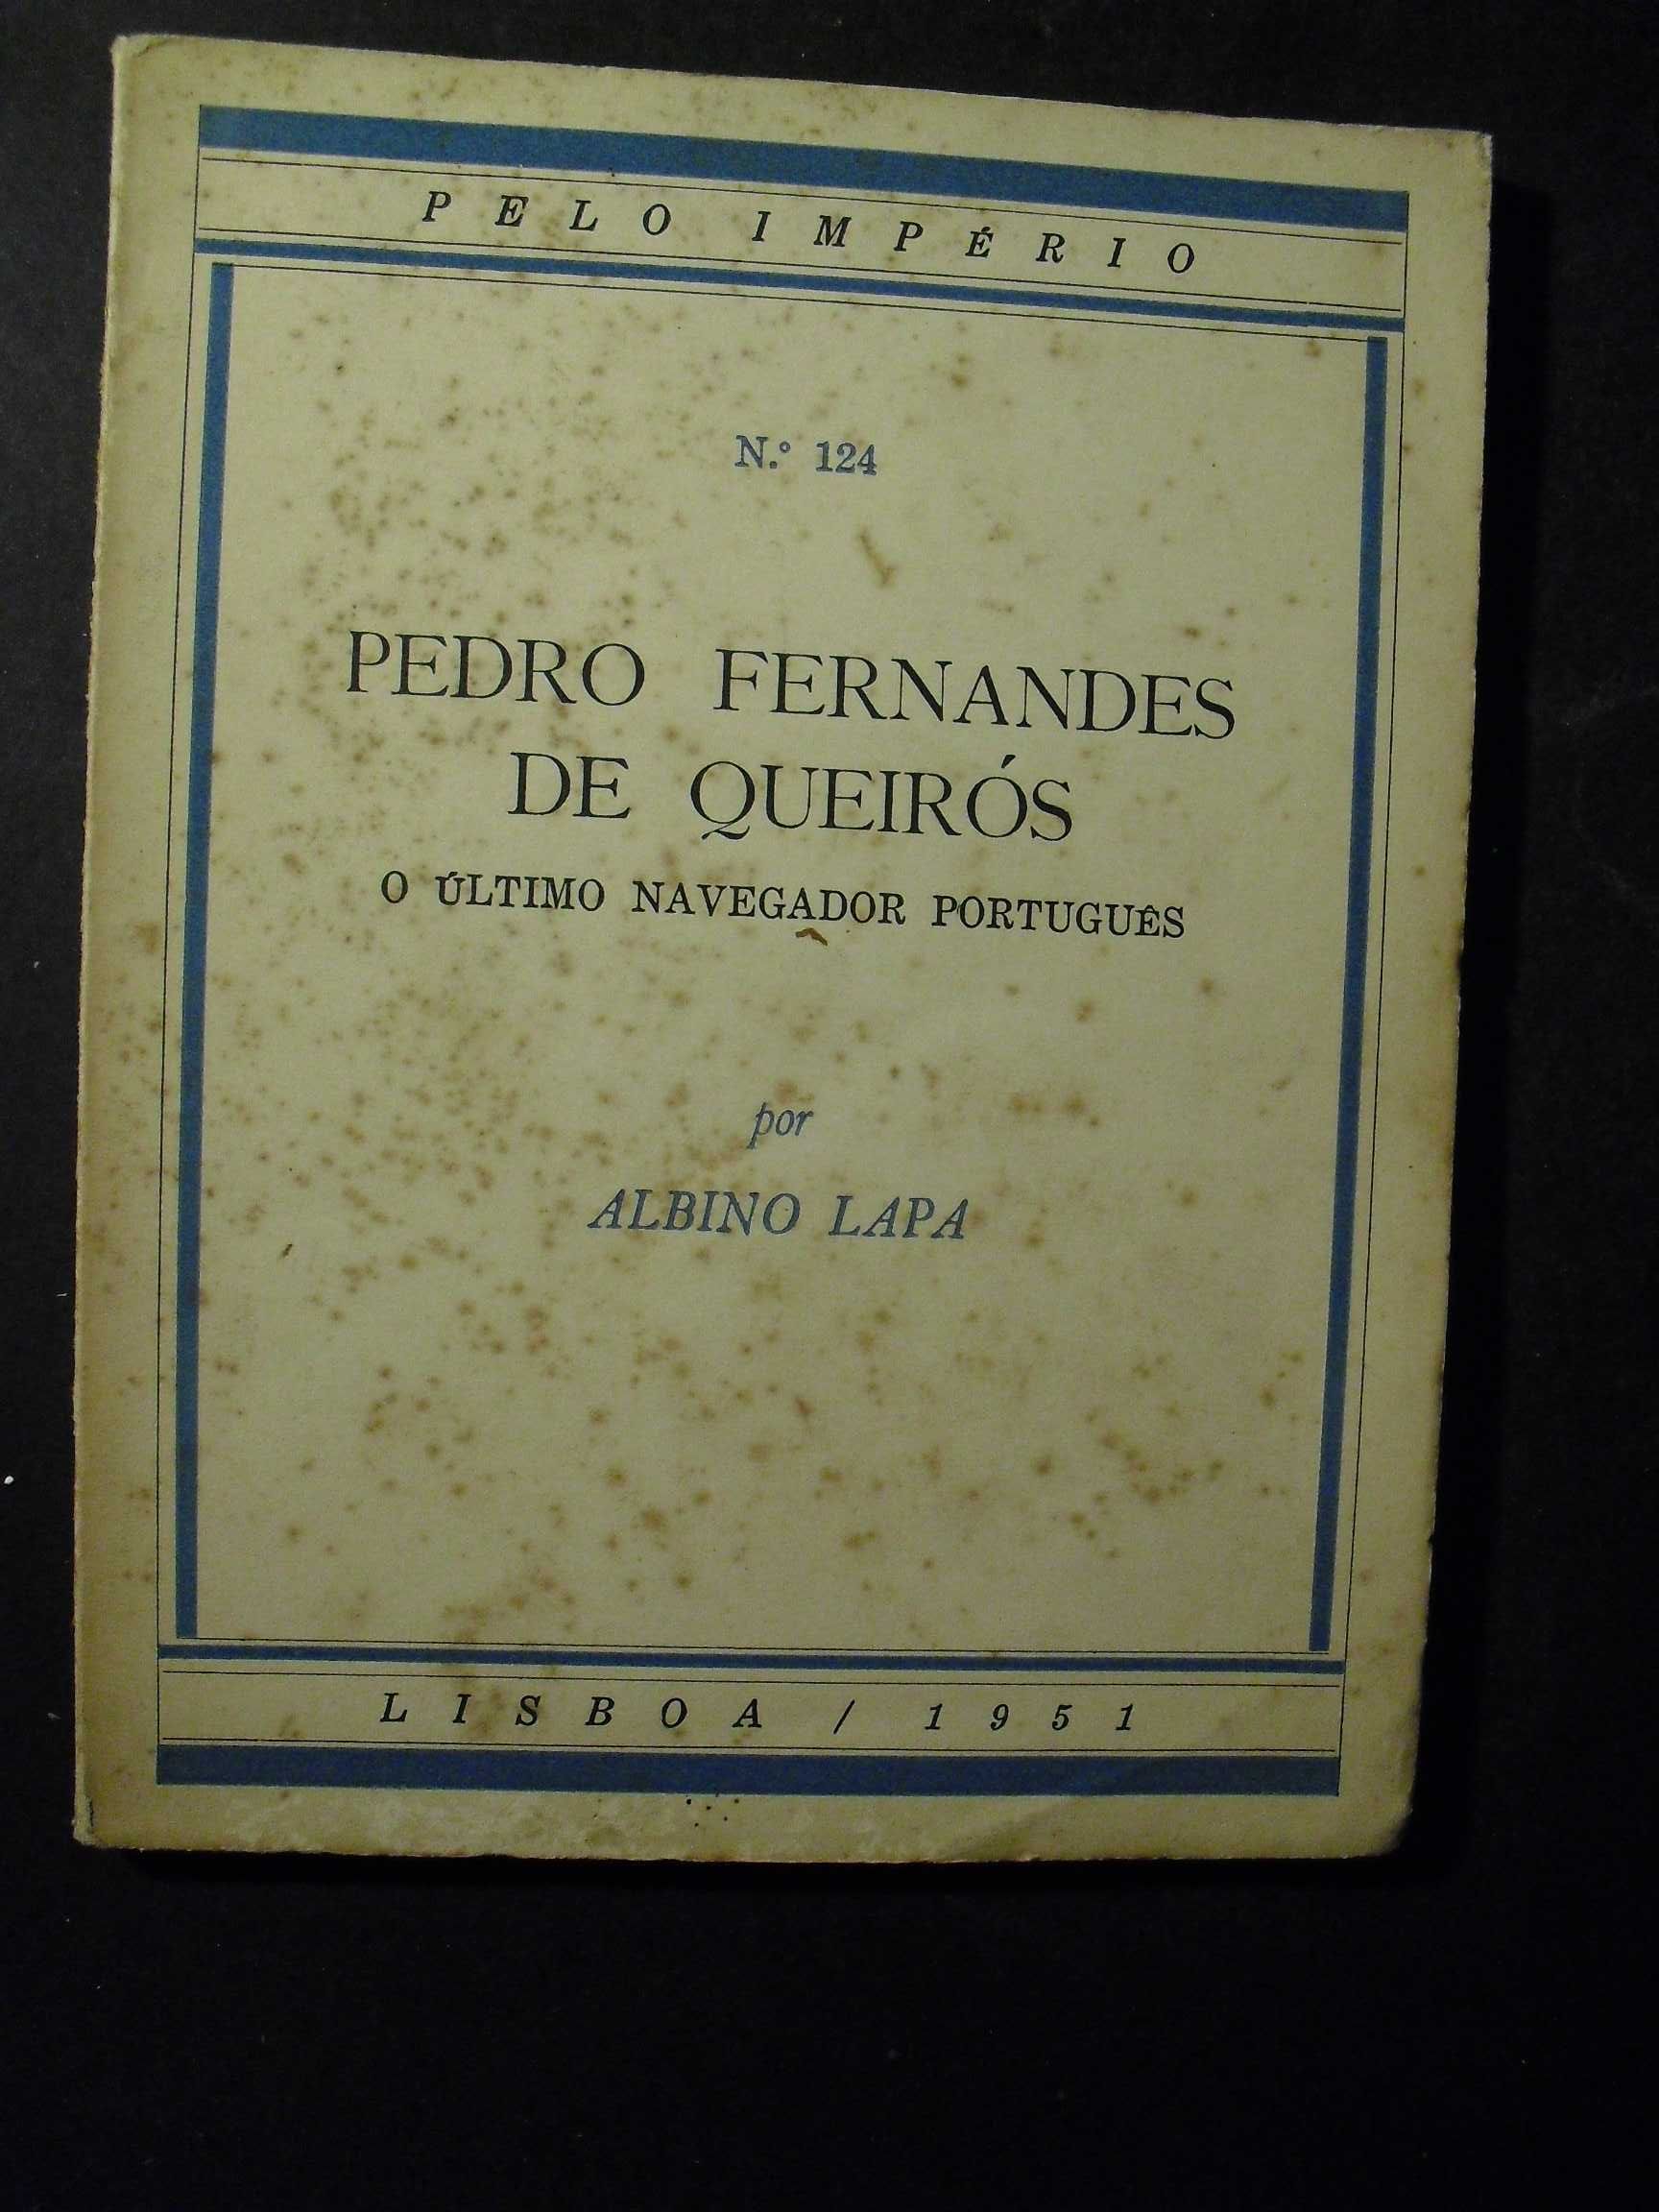 PELO IMPÉRIO
N.º 124
PEDRO FERNANDES
DE QUEIRÓS
O ÚLTIMO NAVEGADOR PORTUGUÊS
por
ALBINO LAPA
LISBOA / 1951